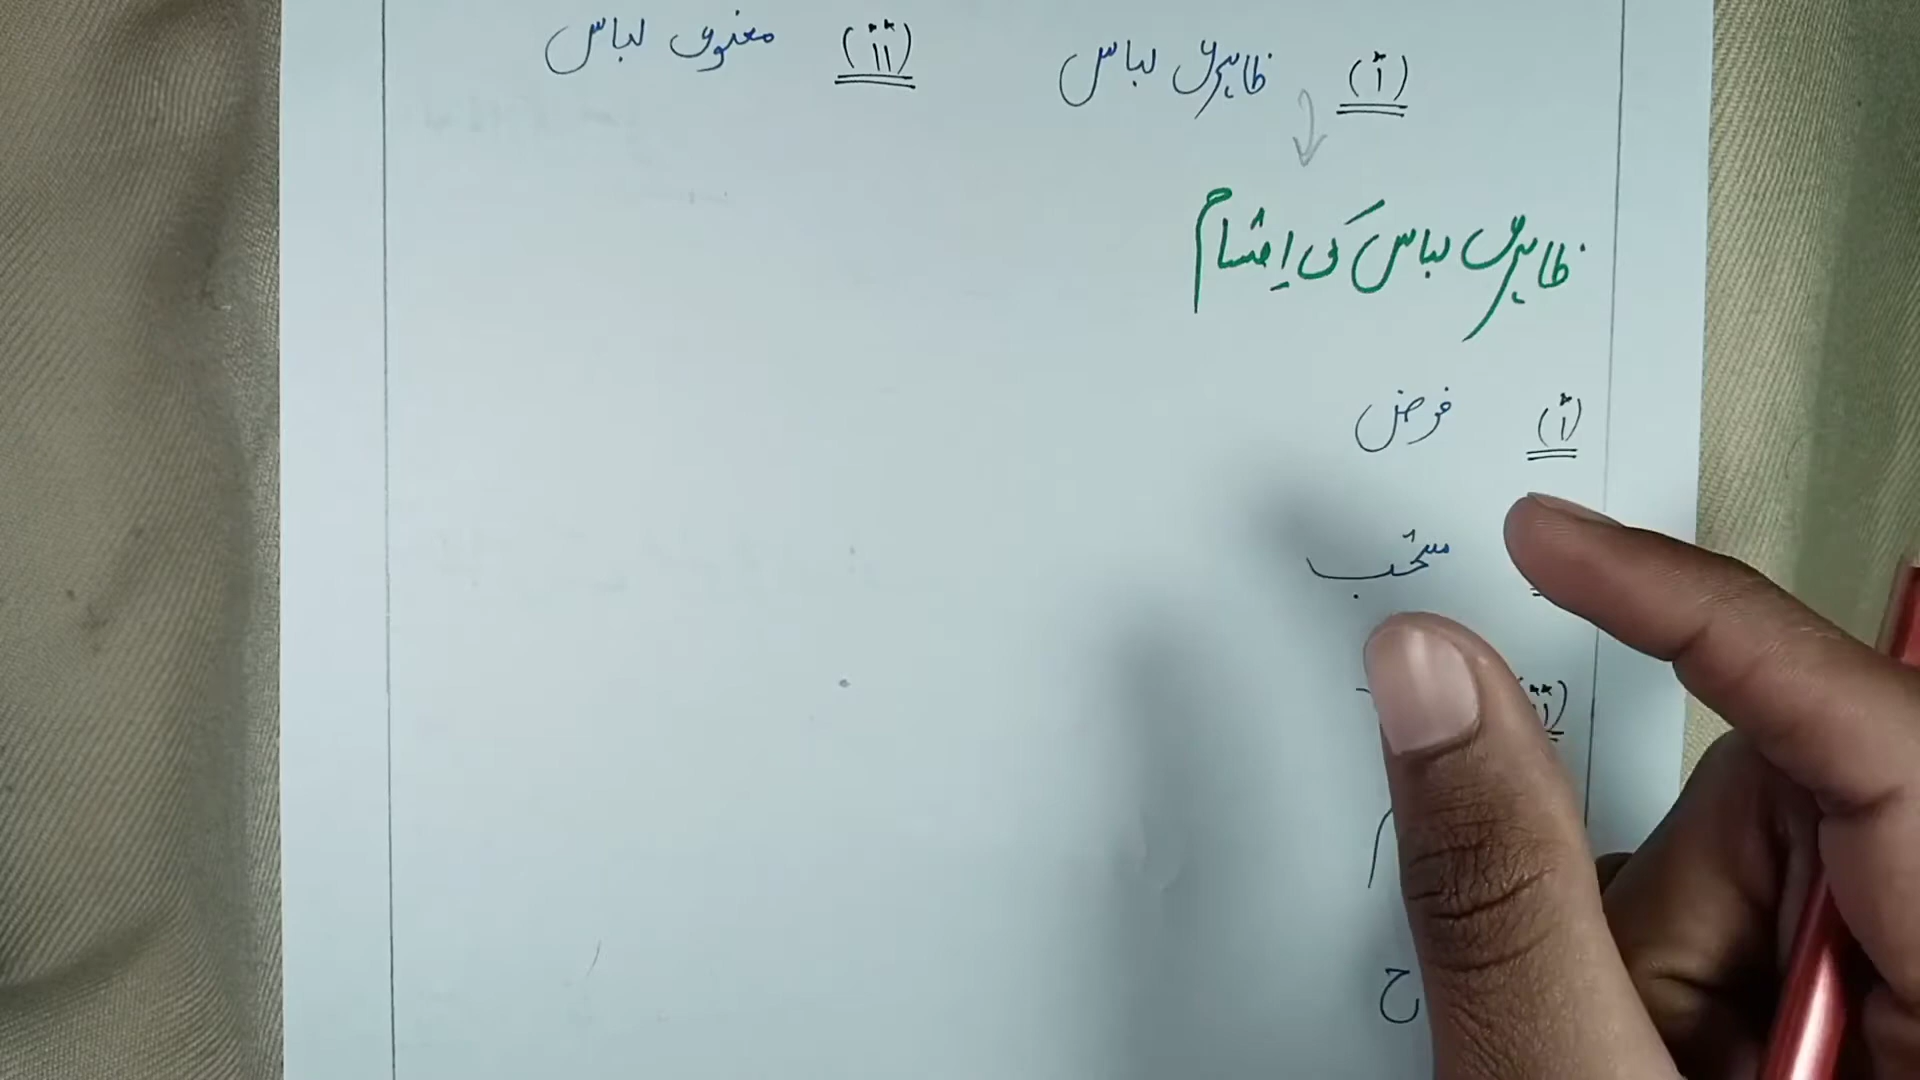 (i) ظاہری لباس (ii) معنوی لباس
ظاہری لباس کی اقسام
(i) فرض
مستحب